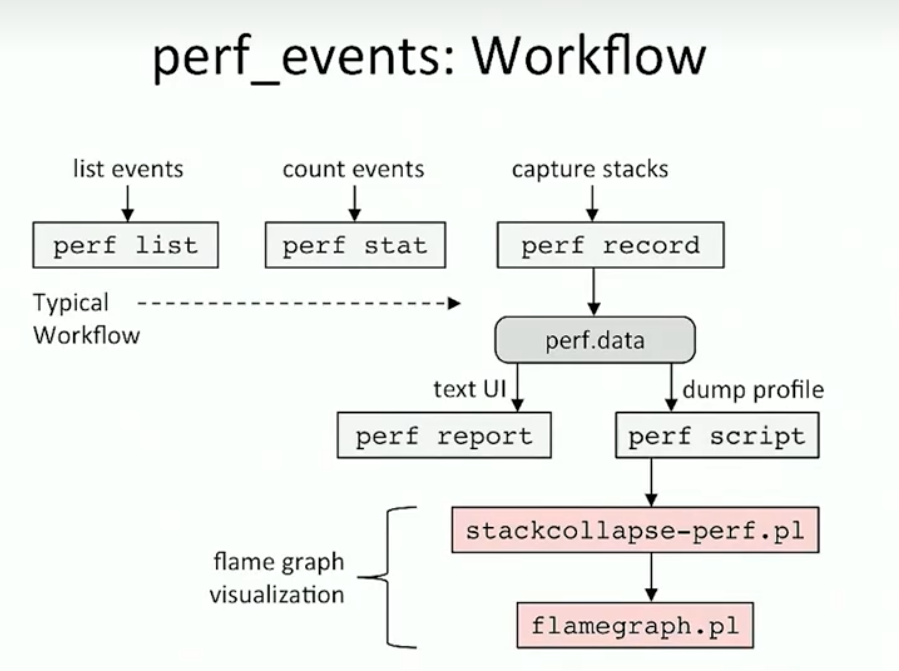 perf_events: Workflow
list events
count events
capture stacks
perf list
perf stat
perf record
Typical
Workflow
perf.data
text UI
dump profile
perf report
perf script
stackcollapse-perf.pl
flame graph
visualization
flamegraph.pl